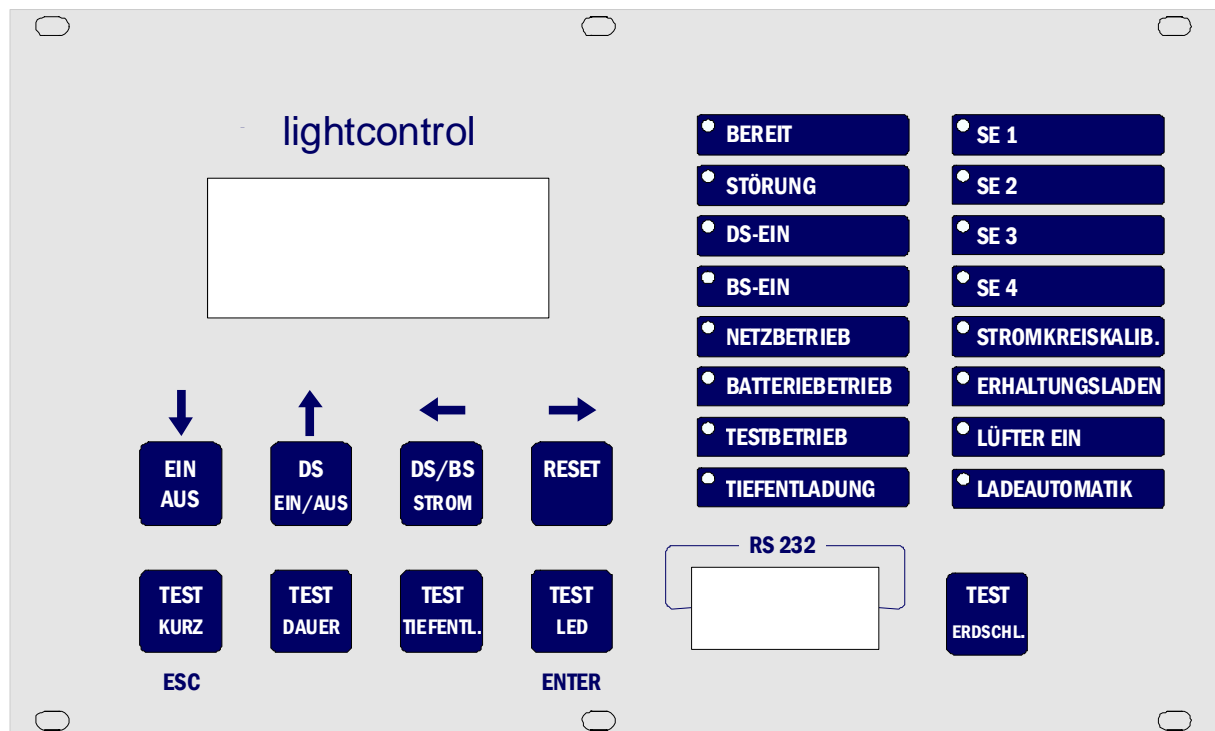 lightcontrol
BEREIT
STÖRUNG
DS-EIN
BS-EIN
NETZBETRIEB
BATTERIEBETRIEB
TESTBETRIEB
TIEFENTLADUNG
SE 1
SE 2
SE 3
SE 4
STROMKREISKALIB.
ERHALTUNGSLADEN
LÜFTER EIN
LADEAUTOMATIK
EIN
AUS
DS
EIN/AUS
DS/BS
STROM
RESET
TEST
KURZ
TEST
DAUER
TEST
TIEFENTL.
TEST
LED
ESC
ENTER
RS 232
TEST
ERDSCHL.